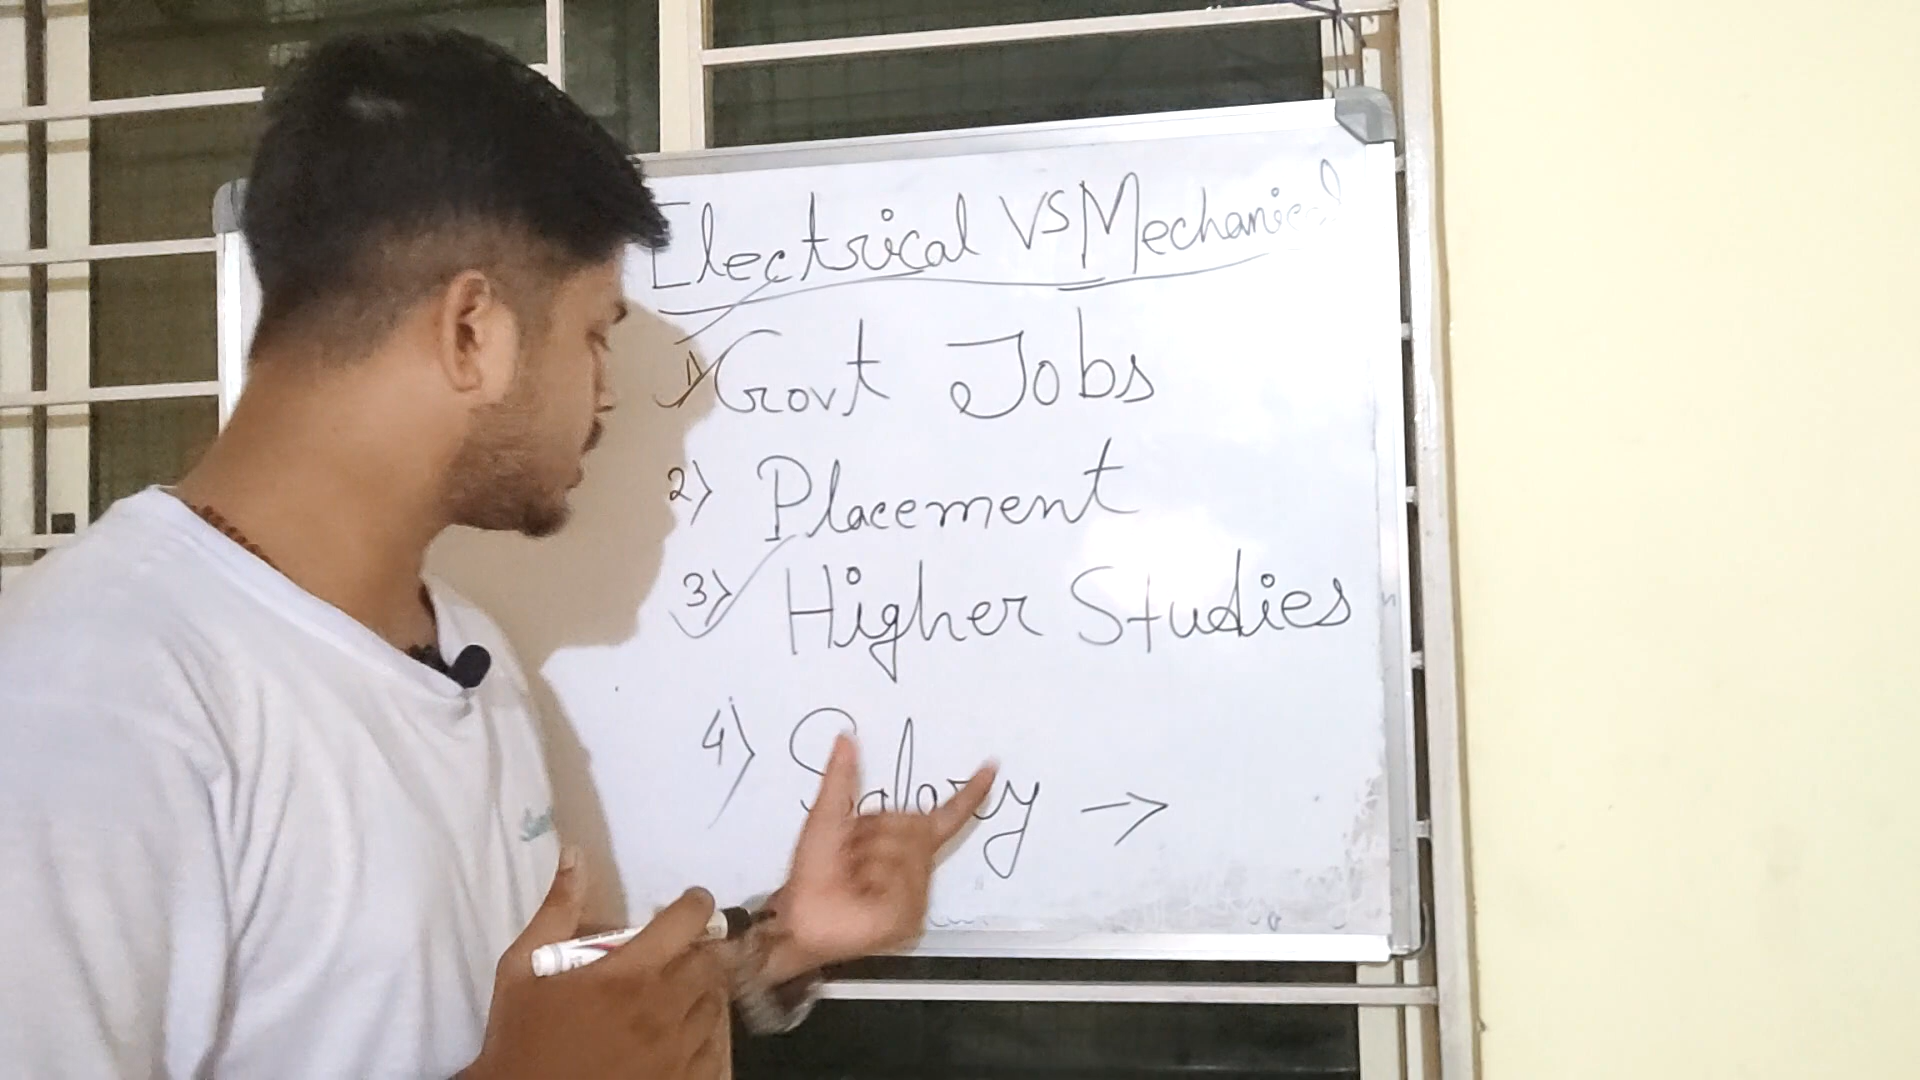 Electrical VS Mechanical
1) Govt Jobs
2) Placement
3) Higher Studies
4) Salary →